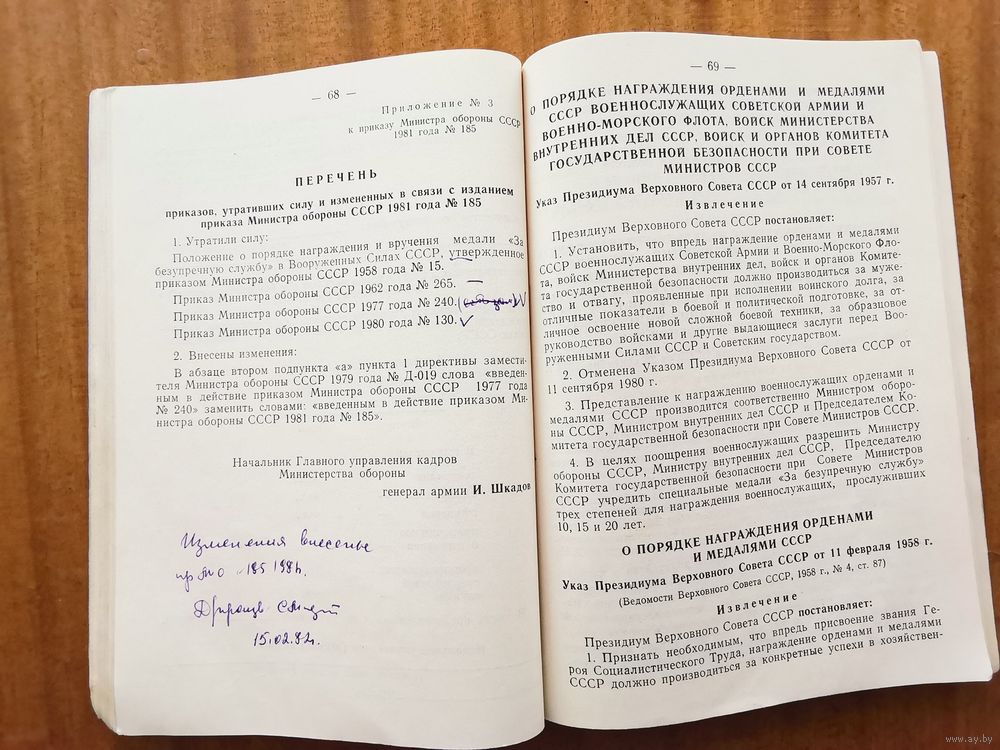 — 68 —
Приложение № 3
к приказу Министра обороны СССР
1981 года № 185
ПЕРЕЧЕНЬ
приказов, утративших силу и измененных в связи с изданием
приказа Министра обороны СССР 1981 года № 185
1. Утратили силу:
Положение о порядке награждения и вручения медали «За
безупречную службу» в Вооруженных Силах СССР, утвержденное
приказом Министра обороны СССР 1958 года № 15.
Приказ Министра обороны СССР 1962 года № 265. —
Приказ Министра обороны СССР 1977 года № 240.
Приказ Министра обороны СССР 1980 года № 130. ✓
2. Внесены изменения:
В абзаце втором подпункта «а» пункта 1 директивы замести-
теля Министра обороны СССР 1979 года № Д-019 слова «введен-
ным в действие приказом Министра обороны СССР 1977 года
№ 240» заменить словами: «введенным в действие приказом Ми-
нистра обороны СССР 1981 года № 185».
Начальник Главного управления кадров
Министерства обороны
генерал армии И. Шкадов
Изменения внесены
пр МО 185 1981г.
15.02.82г.
— 69 —
О ПОРЯДКЕ НАГРАЖДЕНИЯ ОРДЕНАМИ И МЕДАЛЯМИ
СССР ВОЕННОСЛУЖАЩИХ СОВЕТСКОЙ АРМИИ И
ВОЕННО-МОРСКОГО ФЛОТА, ВОЙСК МИНИСТЕРСТВА
ВНУТРЕННИХ ДЕЛ СССР, ВОЙСК И ОРГАНОВ КОМИТЕТА
ГОСУДАРСТВЕННОЙ БЕЗОПАСНОСТИ ПРИ СОВЕТЕ
МИНИСТРОВ СССР
Указ Президиума Верховного Совета СССР от 14 сентября 1957 г.
Извлечение
Президиум Верховного Совета СССР постановляет:
1. Установить, что впредь награждение орденами и медалями
СССР военнослужащих Советской Армии и Военно-Морского Фло-
та, войск Министерства внутренних дел, войск и органов Комите-
та государственной безопасности должно производиться за муже-
ство и отвагу, проявленные при исполнении воинского долга, за
отличные показатели в боевой и политической подготовке, за от-
личное освоение новой сложной боевой техники, за образцовое
руководство войсками и другие выдающиеся заслуги перед Воо-
руженными Силами СССР и Советским государством.
2. Отменена Указом Президиума Верховного Совета СССР от
11 сентября 1980 г.
3. Представление к награждению военнослужащих орденами и
медалями СССР производится соответственно Министром оборо-
ны СССР, Министром внутренних дел СССР и Председателем Ко-
митета государственной безопасности при Совете Министров СССР.
4. В целях поощрения военнослужащих разрешить Министру
обороны СССР, Министру внутренних дел СССР, Председателю
Комитета государственной безопасности при Совете Министров
СССР учредить специальные медали «За безупречную службу»
трех степеней для награждения военнослужащих, прослуживших
10, 15 и 20 лет.
О ПОРЯДКЕ НАГРАЖДЕНИЯ ОРДЕНАМИ
И МЕДАЛЯМИ СССР
Указ Президиума Верховного Совета СССР от 11 февраля 1958 г.
(Ведомости Верховного Совета СССР, 1958 г., № 4, ст. 87)
Извлечение
Президиум Верховного Совета СССР постановляет:
1. Признать необходимым, что впредь присвоение звания Ге-
роя Социалистического Труда, награждение орденами и медалями
СССР должно производиться за конкретные успехи в хозяйствен-
www.ay.by